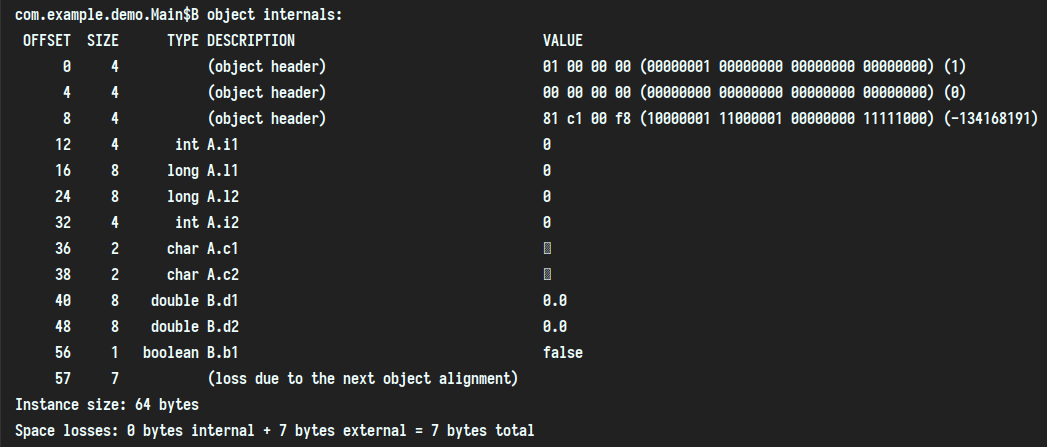 com.example.demo.Main$B object internals:
OFFSET SIZE TYPE DESCRIPTION VALUE
0 4 (object header) 01 00 00 00 (00000001 00000000 00000000 00000000) (1)
4 4 (object header) 00 00 00 00 (00000000 00000000 00000000 00000000) (0)
8 4 (object header) 81 c1 00 f8 (10000001 11000001 00000000 11111000) (-134168191)
12 4 int A.i1 0
16 8 long A.l1 0
24 8 long A.l2 0
32 4 int A.i2 0
36 2 char A.c1
38 2 char A.c2
40 8 double B.d1 0.0
48 8 double B.d2 0.0
56 1 boolean B.b1 false
57 7 (loss due to the next object alignment)
Instance size: 64 bytes
Space losses: 0 bytes internal + 7 bytes external = 7 bytes total